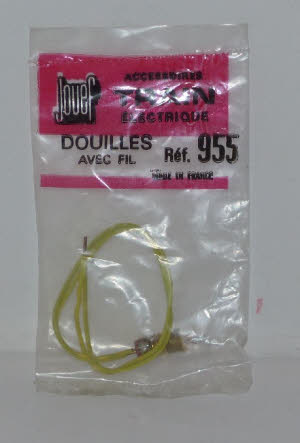 Jouef
ACCESSOIRES
TRAIN
ELECTRIQUE
DOUILLES
AVEC FIL
Réf. 955
MADE IN FRANCE